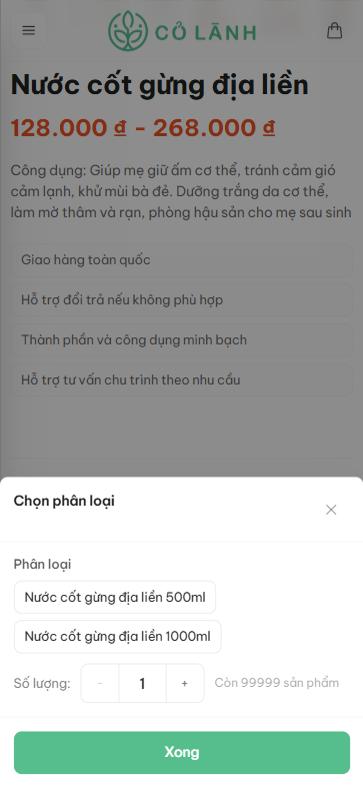 CỎ LÀNH
Nước cốt gừng địa liền
128.000 ₫ - 268.000 ₫
Công dụng: Giúp mẹ giữ ấm cơ thể, tránh cảm gió
cảm lạnh, khử mùi bà đẻ. Dưỡng trắng da cơ thể,
làm mờ thâm và rạn, phòng hậu sản cho mẹ sau sinh
Giao hàng toàn quốc
Hỗ trợ đổi trả nếu không phù hợp
Thành phần và công dụng minh bạch
Hỗ trợ tư vấn chu trình theo nhu cầu
Chọn phân loại
Phân loại
Nước cốt gừng địa liền 500ml
Nước cốt gừng địa liền 1000ml
Số lượng: - 1 + Còn 99999 sản phẩm
Xong